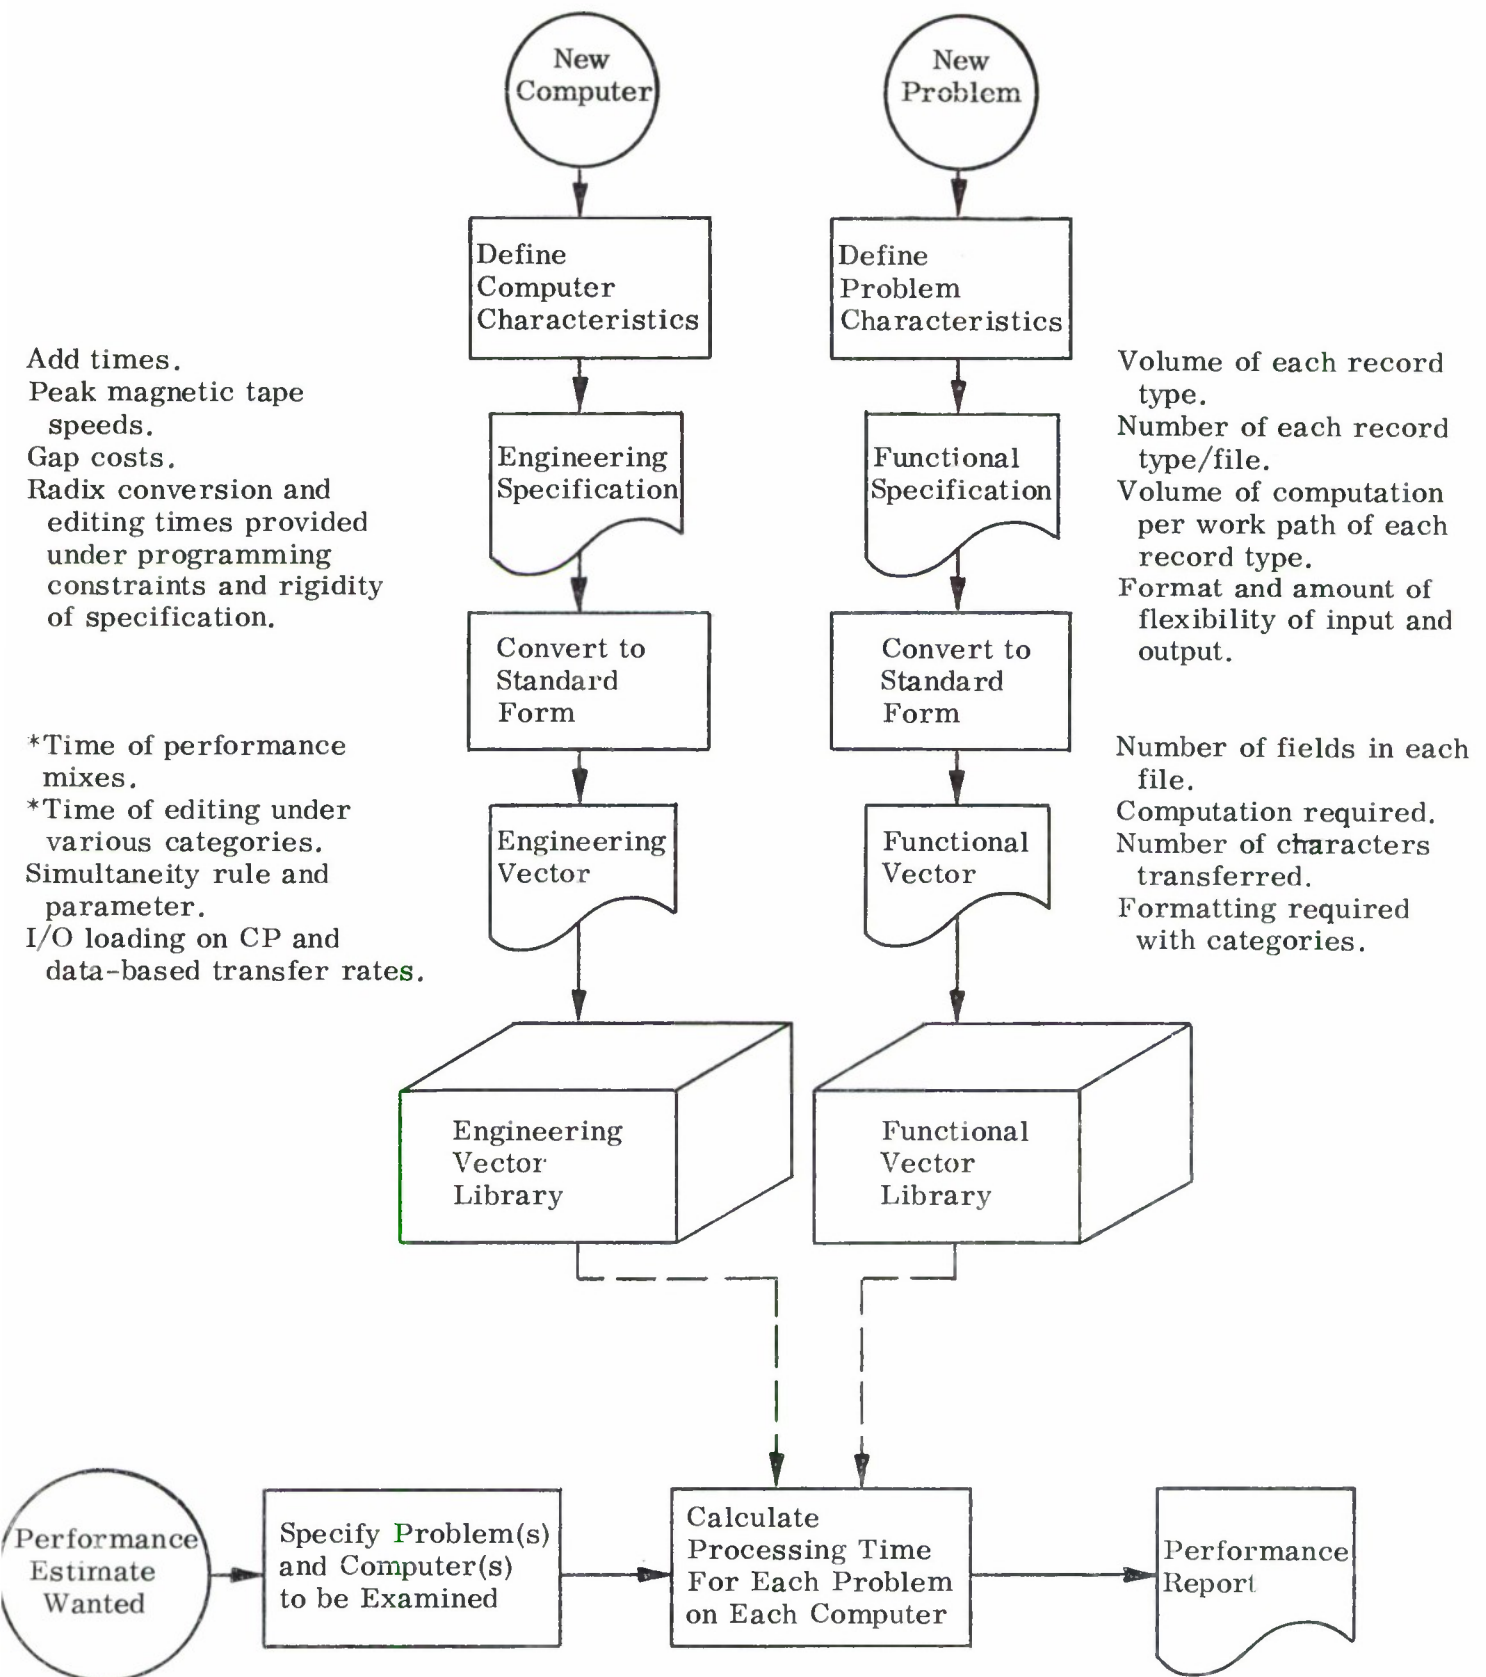 New
Computer
New
Problem
Define
Computer
Characteristics
Define
Problem
Characteristics
Add times.
Peak magnetic tape
speeds.
Gap costs.
Radix conversion and
editing times provided
under programming
constraints and rigidity
of specification.
Engineering
Specification
Functional
Specification
Volume of each record
type.
Number of each record
type/file.
Volume of computation
per work path of each
record type.
Format and amount of
flexibility of input and
output.
Convert to
Standard
Form
Convert to
Standard
Form
*Time of performance
mixes.
*Time of editing under
various categories.
Simultaneity rule and
parameter.
I/O loading on CP and
data-based transfer rates.
Engineering
Vector
Functional
Vector
Number of fields in each
file.
Computation required.
Number of characters
transferred.
Formatting required
with categories.
Engineering
Vector
Library
Functional
Vector
Library
Performance
Estimate
Wanted
Specify Problem(s)
and Computer(s)
to be Examined
Calculate
Processing Time
For Each Problem
on Each Computer
Performance
Report